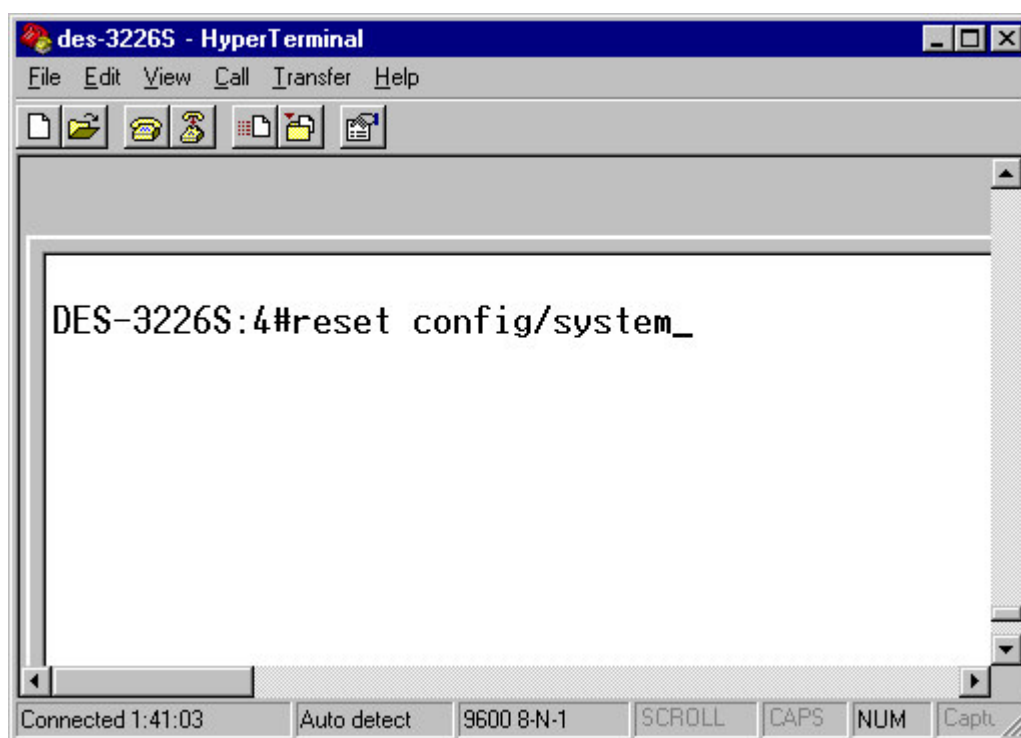 des-3226S - HyperTerminal
File Edit View Call Transfer Help
DES-3226S:4#reset config/system_
Connected 1:41:03 Auto detect 9600 8-N-1 SCROLL CAPS NUM Captu